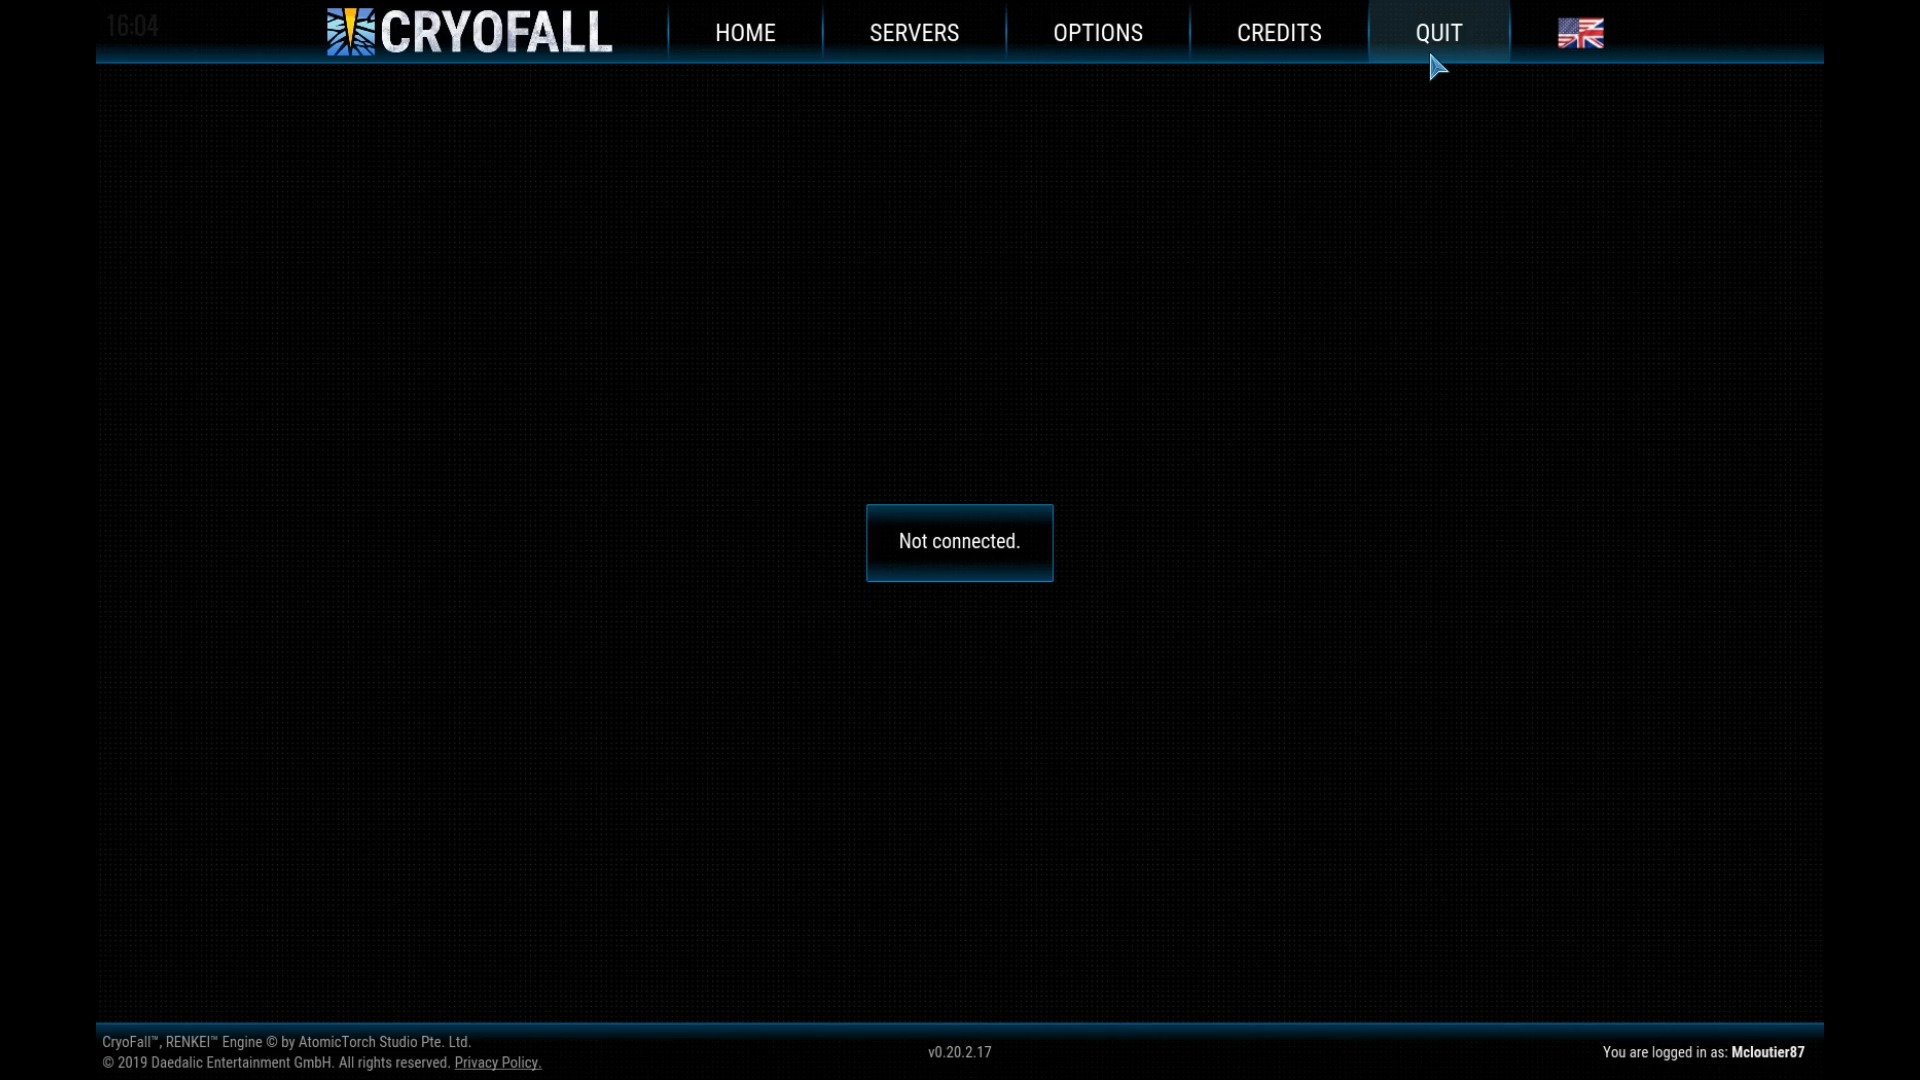 16:04
CRYOFALL
HOME
SERVERS
OPTIONS
CREDITS
QUIT
Not connected.
CryoFall™, RENKEI™ Engine © by AtomicTorch Studio Pte. Ltd.
© 2019 Daedalic Entertainment GmbH. All rights reserved. Privacy Policy.
v0.20.2.17
You are logged in as: Mcloutier87